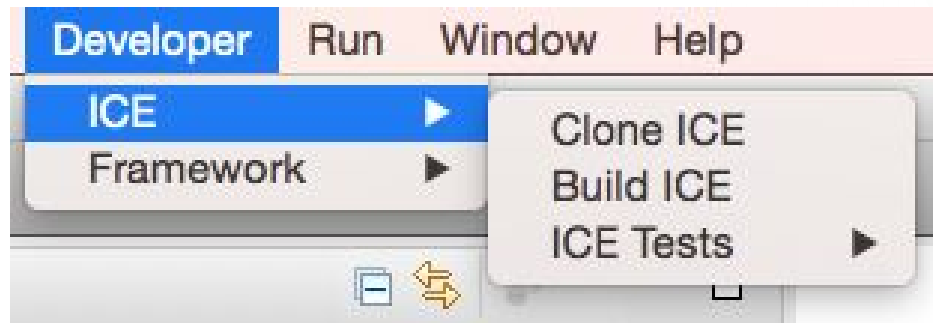 Developer Run Window Help
ICE
Framework
Clone ICE
Build ICE
ICE Tests